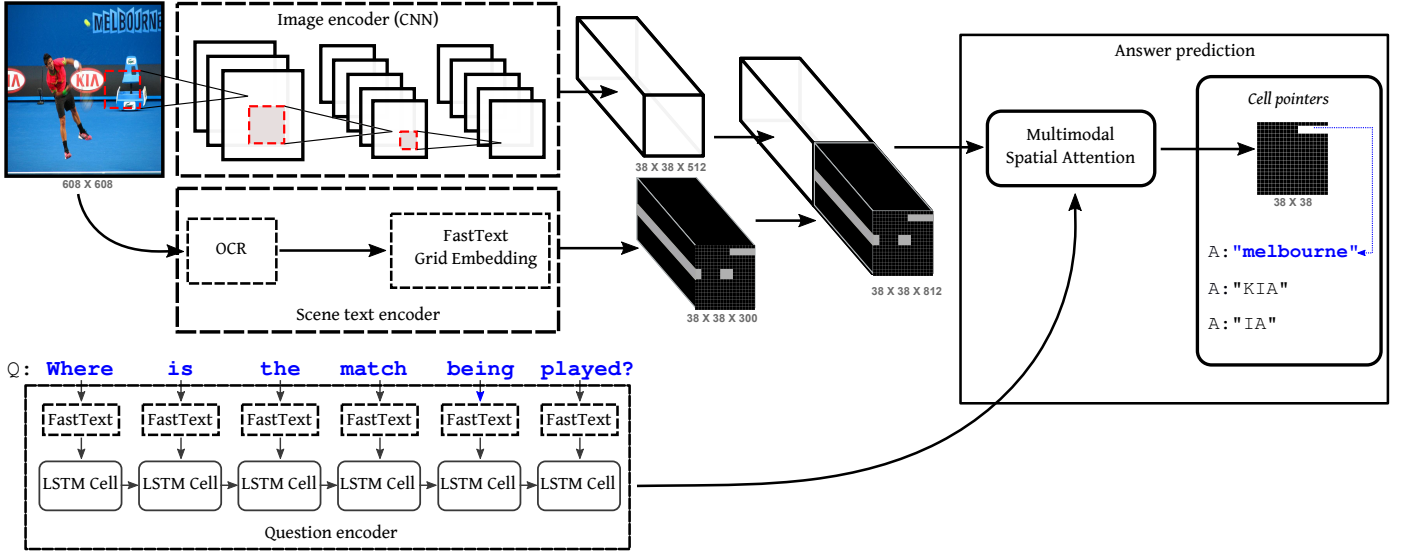 MELBOURNE
KIA
IA
608 X 608
Image encoder (CNN)
38 X 38 X 512
OCR
FastText
Grid Embedding
Scene text encoder
38 X 38 X 300
38 X 38 X 812
Answer prediction
Multimodal
Spatial Attention
Cell pointers
38 X 38
A:"melbourne"
A:"KIA"
A:"IA"
Q: Where is the match being played?
FastText FastText FastText FastText FastText FastText
LSTM Cell LSTM Cell LSTM Cell LSTM Cell LSTM Cell LSTM Cell
Question encoder